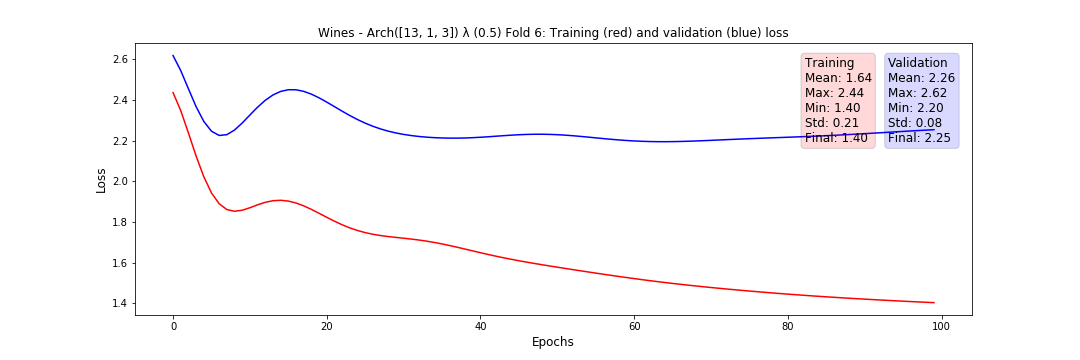 Wines - Arch([13, 1, 3]) λ (0.5) Fold 6: Training (red) and validation (blue) loss
Training
Mean: 1.64
Max: 2.44
Min: 1.40
Std: 0.21
Final: 1.40
Validation
Mean: 2.26
Max: 2.62
Min: 2.20
Std: 0.08
Final: 2.25
Loss
2.6
2.4
2.2
2.0
1.8
1.6
1.4
0 20 40 60 80 100
Epochs